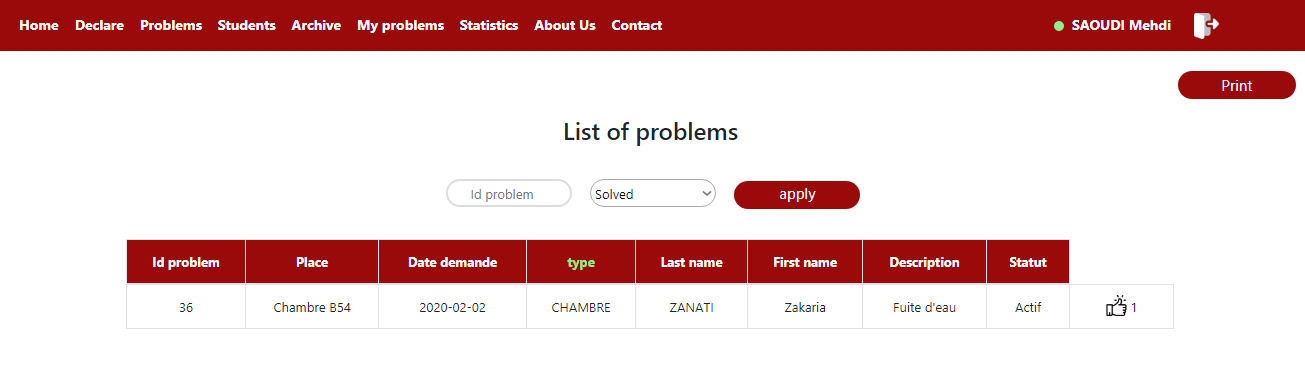 Home Declare Problems Students Archive My problems Statistics About Us Contact SAOUDI Mehdi
Print
List of problems
Id problem Solved apply
Id problem Place Date demande type Last name First name Description Statut
36 Chambre B54 2020-02-02 CHAMBRE ZANATI Zakaria Fuite d'eau Actif 1